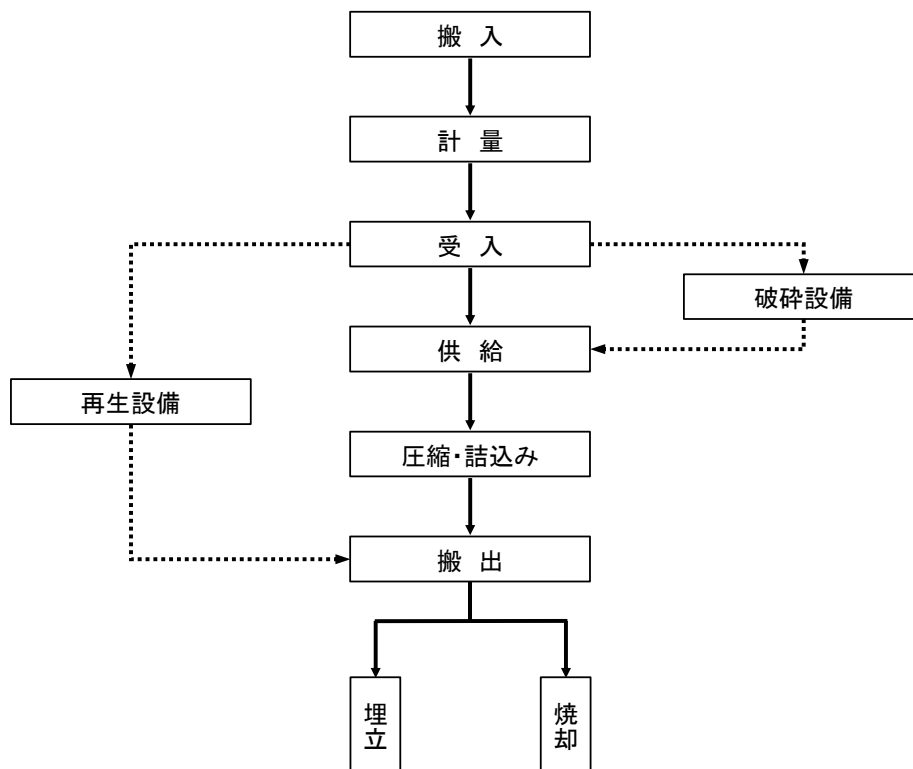 搬　入
計　量
受　入
破砕設備
供　給
再生設備
圧縮・詰込み
搬　出
埋立
焼却